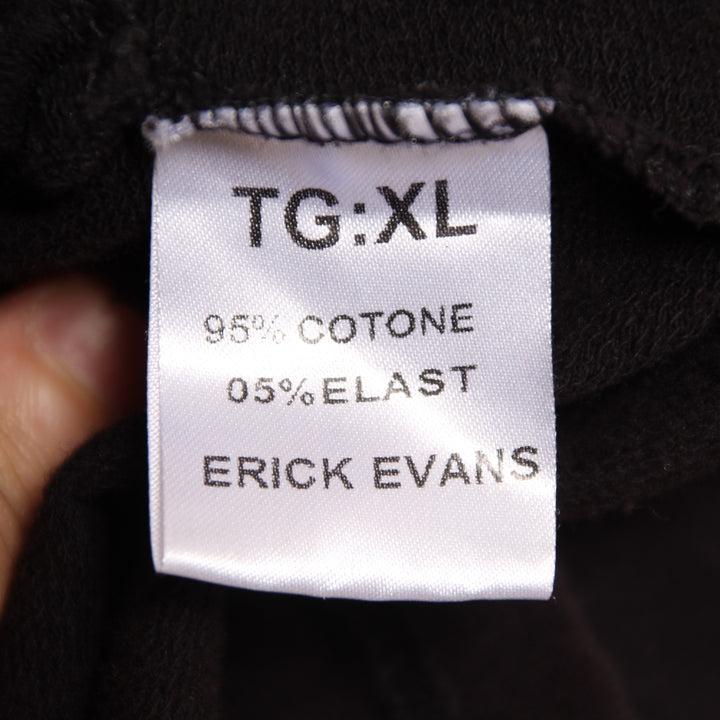 TG:XL
95% COTONE
05% ELAST
ERICK EVANS